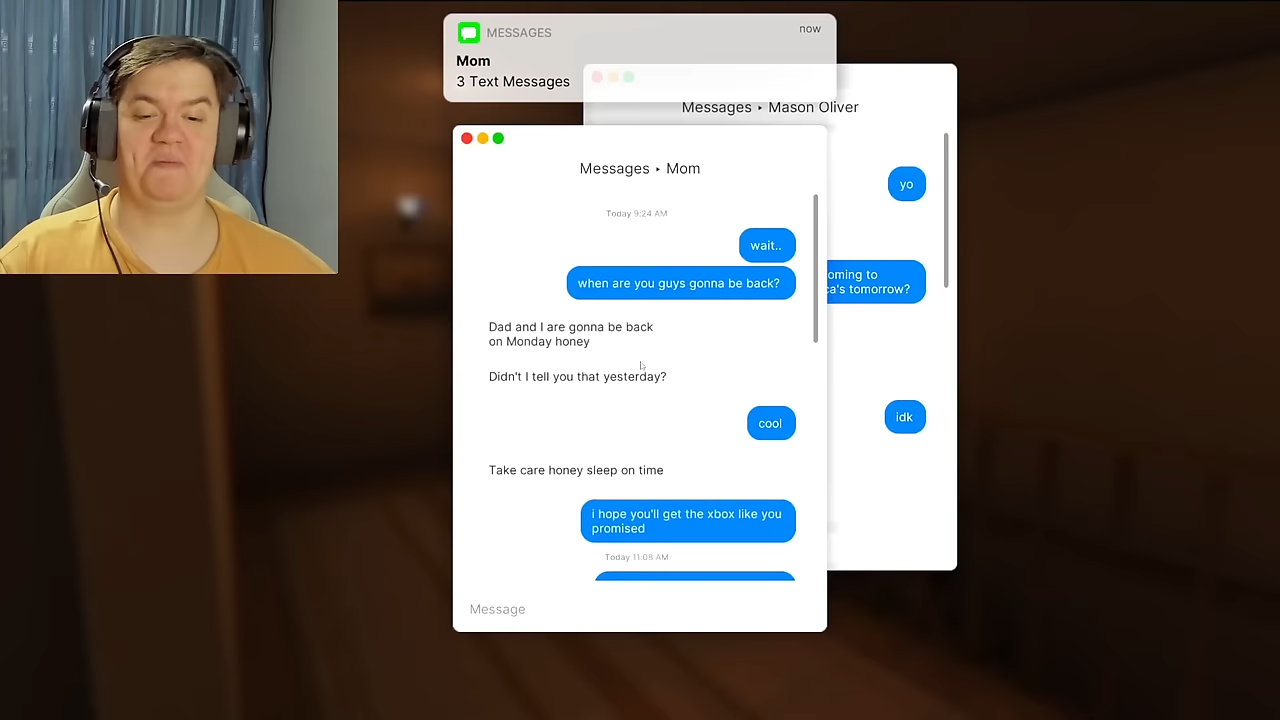 MESSAGES
now
Mom
3 Text Messages
Messages ‣ Mason Oliver
yo
oming to
ca's tomorrow?
idk
Messages ‣ Mom
Today 9:24 AM
wait..
when are you guys gonna be back?
Dad and I are gonna be back
on Monday honey
Didn't I tell you that yesterday?
cool
Take care honey sleep on time
i hope you'll get the xbox like you
promised
Today 11:08 AM
Message